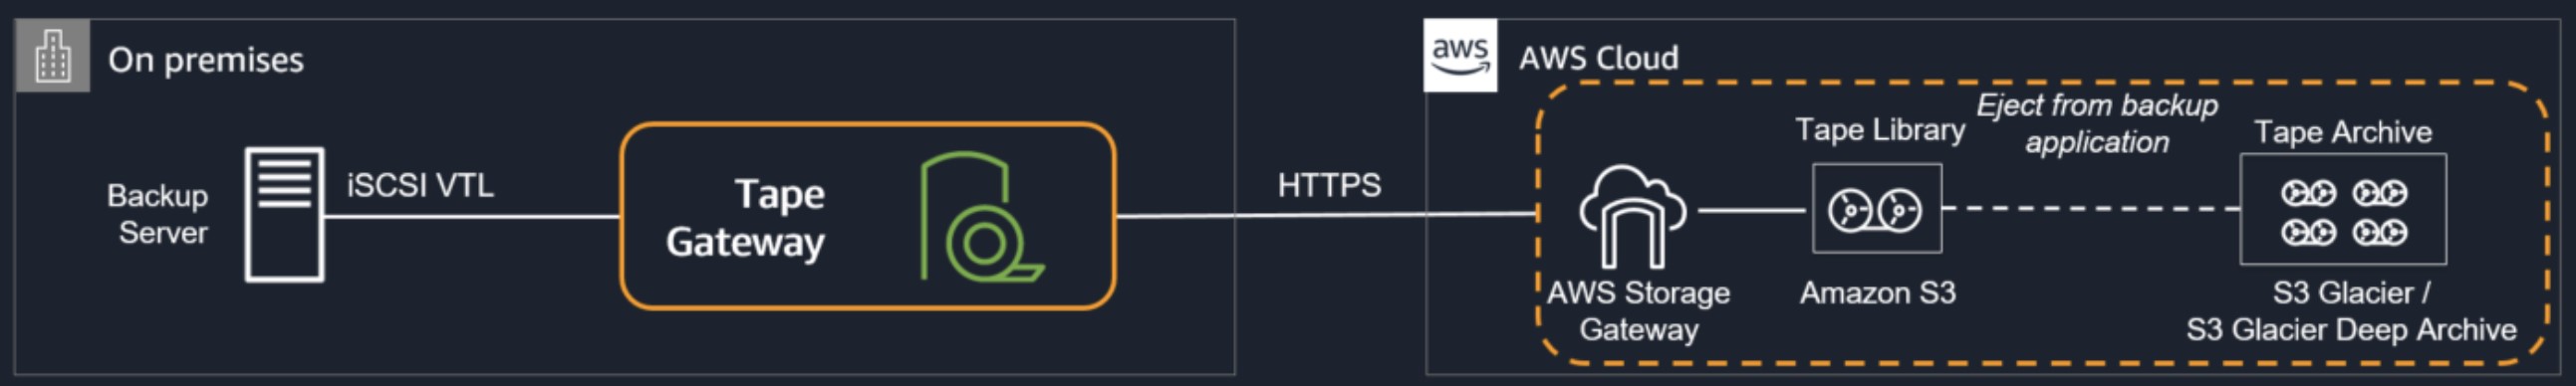 On premises
Backup
Server
iSCSI VTL
Tape
Gateway
HTTPS
aws
AWS Cloud
AWS Storage
Gateway
Tape Library
Amazon S3
Eject from backup
application
Tape Archive
S3 Glacier /
S3 Glacier Deep Archive